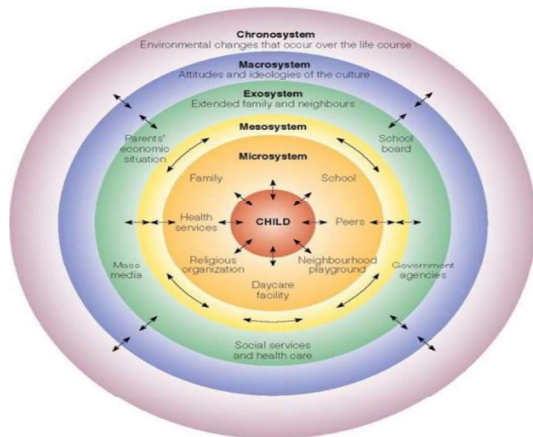 Chronosystem
Environmental changes that occur over the life course
Macrosystem
Attitudes and ideologies of the culture
Exosystem
Extended family and neighbours
Mesosystem
Parents'
economic
situation
School
board
Microsystem
Family
School
Health
services
CHILD
Peers
Religious
organization
Neighbourhood
playground
Daycare
facility
Mass
media
Government
agencies
Social services
and health care